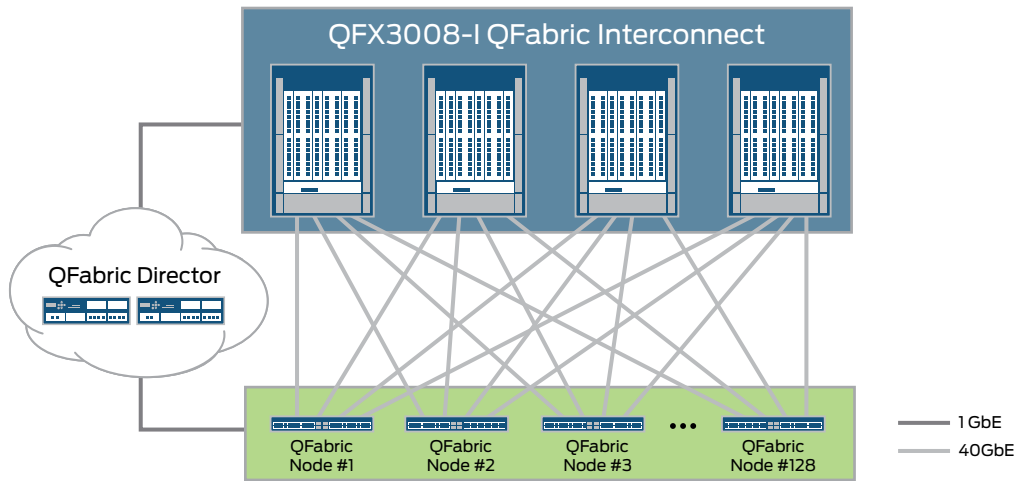 QFX3008-I QFabric Interconnect
QFabric Director
QFabric
Node #1
QFabric
Node #2
QFabric
Node #3
QFabric
Node #128
1 GbE
40GbE